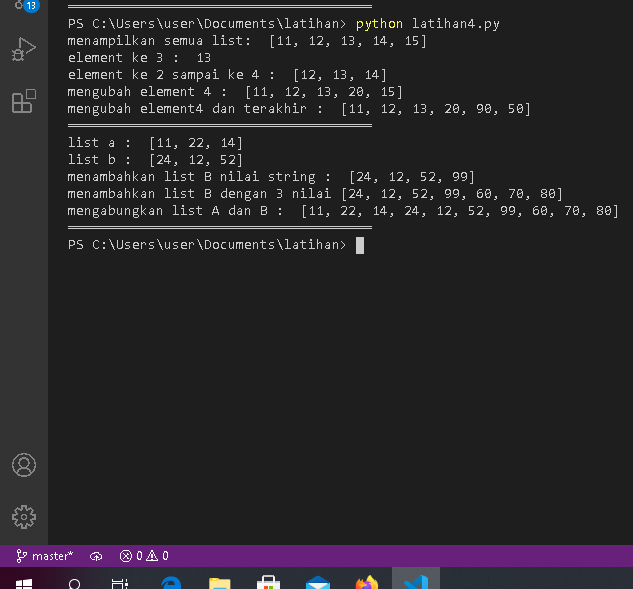 13
PS C:\Users\user\Documents\latihan> python latihan4.py
menampilkan semua list:  [11, 12, 13, 14, 15]
element ke 3 :  13
element ke 2 sampai ke 4 :  [12, 13, 14]
mengubah element 4 :  [11, 12, 13, 20, 15]
mengubah element4 dan terakhir :  [11, 12, 13, 20, 90, 50]
======================================
list a :  [11, 22, 14]
list b :  [24, 12, 52]
menambahkan list B nilai string :  [24, 12, 52, 99]
menambahkan list B dengan 3 nilai [24, 12, 52, 99, 60, 70, 80]
mengabungkan list A dan B :  [11, 22, 14, 24, 12, 52, 99, 60, 70, 80]
======================================
PS C:\Users\user\Documents\latihan>
master* 0 0